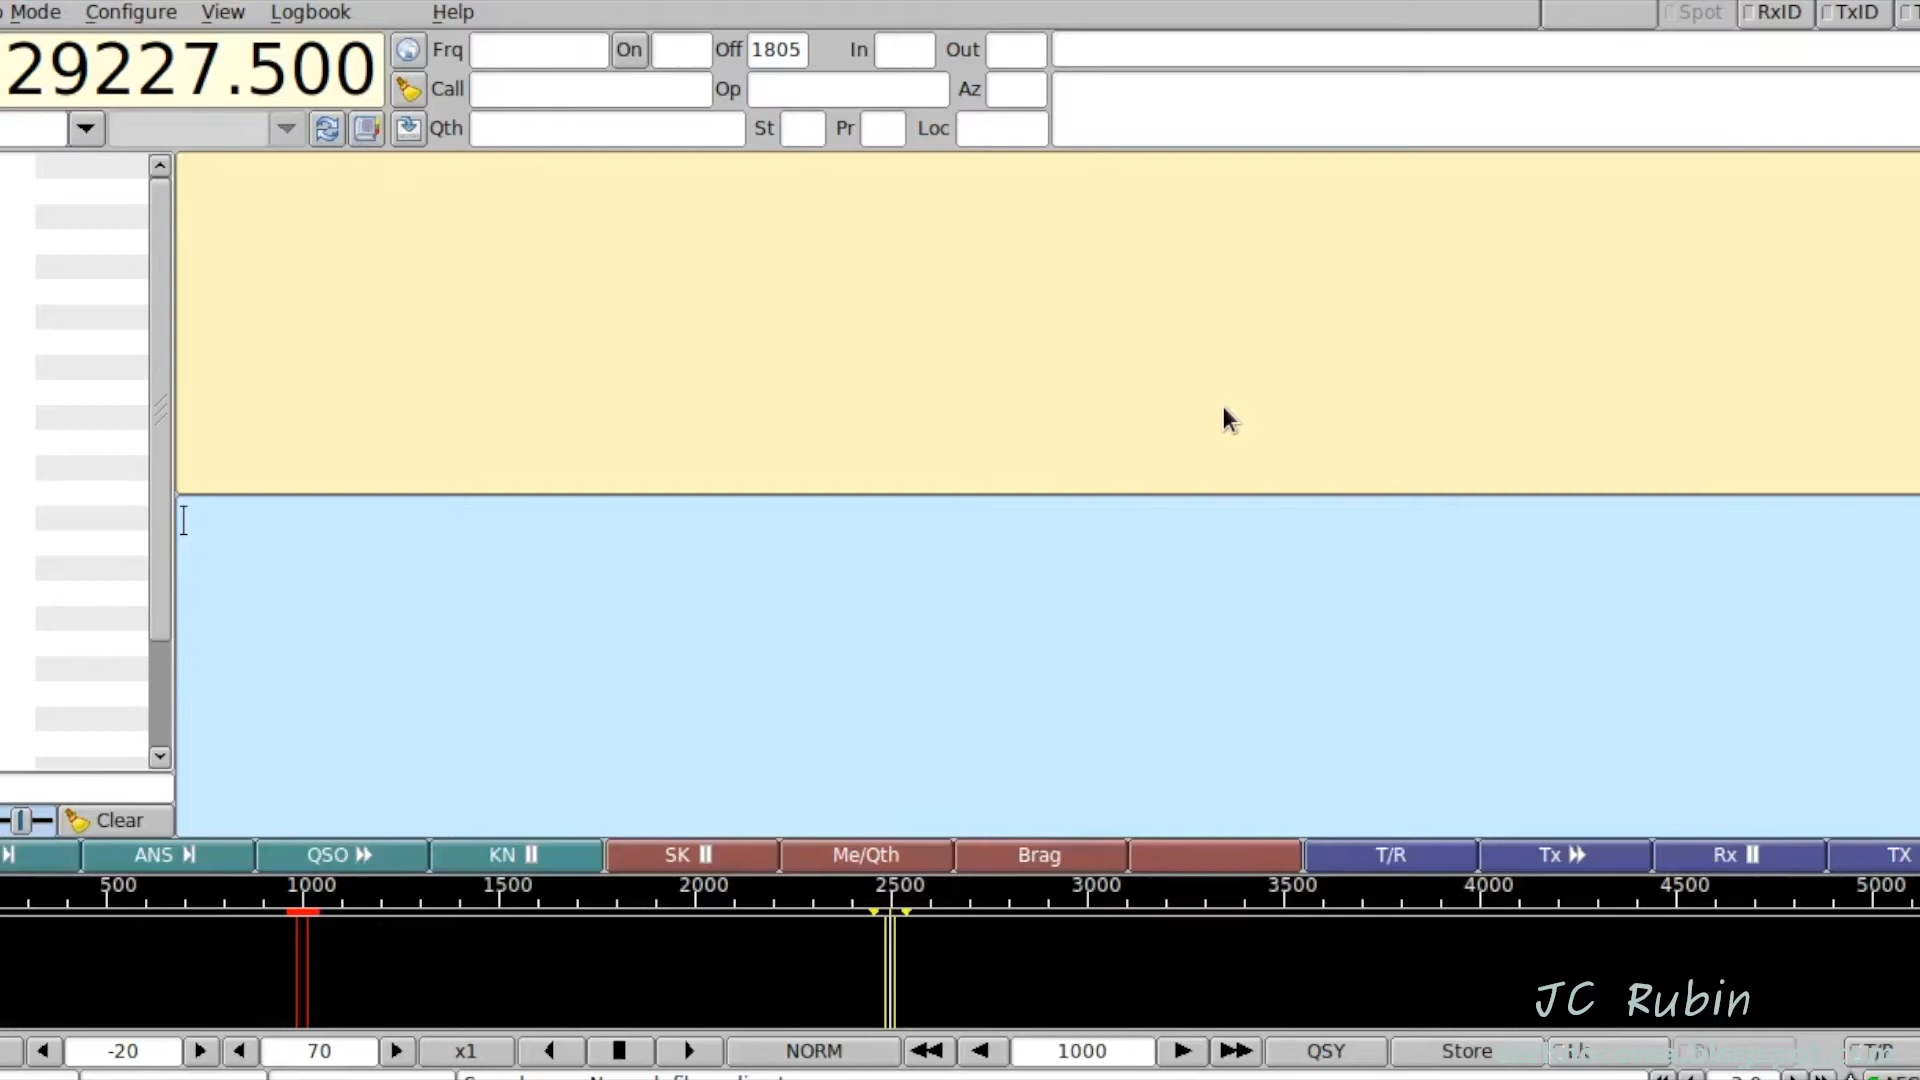 Mode Configure View Logbook Help Spot RxID TxID
29227.500 Frq On Off 1805 In Out
Call Op Az
Qth St Pr Loc
Clear
ANS QSO KN SK Me/Qth Brag T/R Tx Rx TX
500 1000 1500 2000 2500 3000 3500 4000 4500 5000
JC Rubin
-20 70 x1 NORM 1000 QSY Store